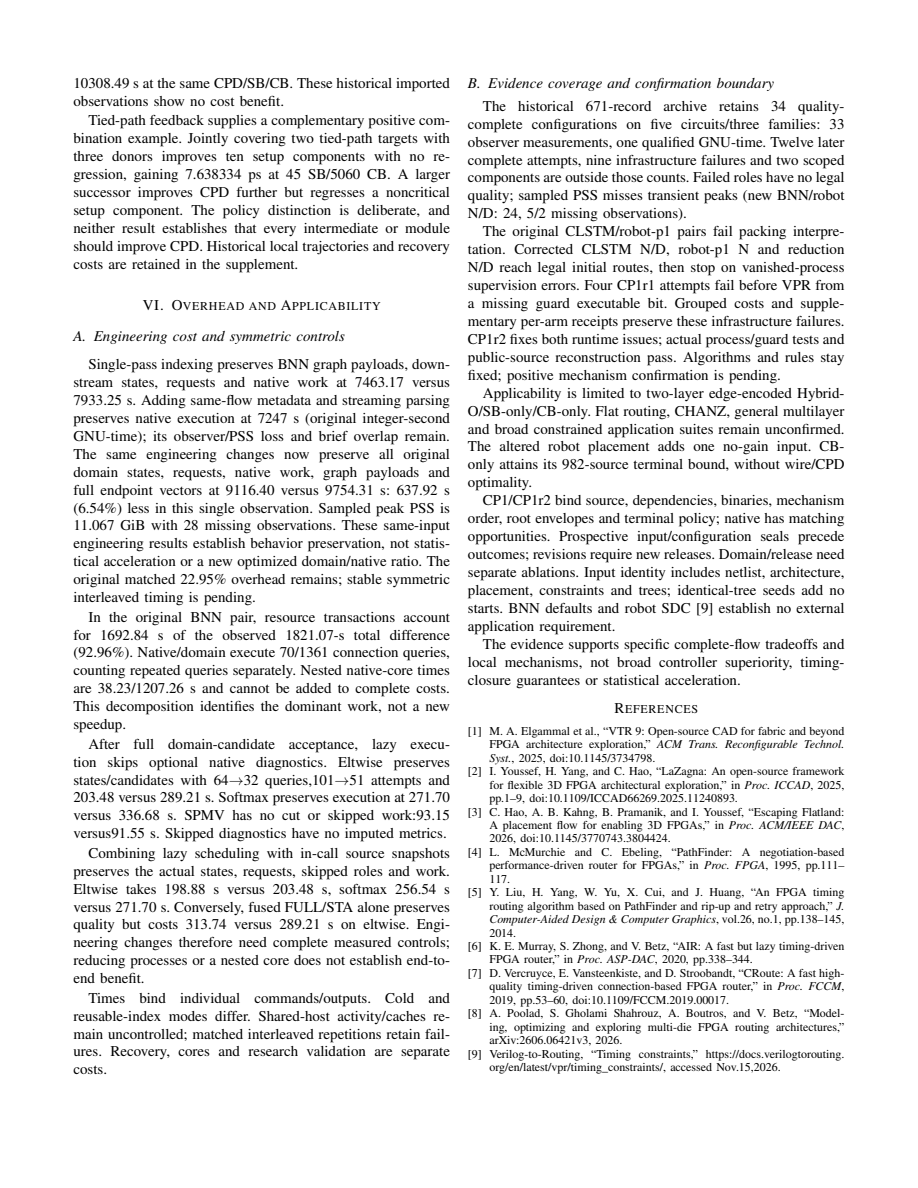 10308.49 s at the same CPD/SB/CB. These historical imported
observations show no cost benefit.
Tied-path feedback supplies a complementary positive com-
bination example. Jointly covering two tied-path targets with
three donors improves ten setup components with no re-
gression, gaining 7.638334 ps at 45 SB/5060 CB. A larger
successor improves CPD further but regresses a noncritical
setup component. The policy distinction is deliberate, and
neither result establishes that every intermediate or module
should improve CPD. Historical local trajectories and recovery
costs are retained in the supplement.
VI. OVERHEAD AND APPLICABILITY
A. Engineering cost and symmetric controls
Single-pass indexing preserves BNN graph payloads, down-
stream states, requests and native work at 7463.17 versus
7933.25 s. Adding same-flow metadata and streaming parsing
preserves native execution at 7247 s (original integer-second
GNU-time); its observer/PSS loss and brief overlap remain.
The same engineering changes now preserve all original
domain states, requests, native work, graph payloads and
full endpoint vectors at 9116.40 versus 9754.31 s: 637.92 s
(6.54%) less in this single observation. Sampled peak PSS is
11.067 GiB with 28 missing observations. These same-input
engineering results establish behavior preservation, not statis-
tical acceleration or a new optimized domain/native ratio. The
original matched 22.95% overhead remains; stable symmetric
interleaved timing is pending.
In the original BNN pair, resource transactions account
for 1692.84 s of the observed 1821.07-s total difference
(92.96%). Native/domain execute 70/1361 connection queries,
counting repeated queries separately. Nested native-core times
are 38.23/1207.26 s and cannot be added to complete costs.
This decomposition identifies the dominant work, not a new
speedup.
After full domain-candidate acceptance, lazy execu-
tion skips optional native diagnostics. Eltwise preserves
states/candidates with 64→32 queries,101→51 attempts and
203.48 versus 289.21 s. Softmax preserves execution at 271.70
versus 336.68 s. SPMV has no cut or skipped work:93.15
versus91.55 s. Skipped diagnostics have no imputed metrics.
Combining lazy scheduling with in-call source snapshots
preserves the actual states, requests, skipped roles and work.
Eltwise takes 198.88 s versus 203.48 s, softmax 256.54 s
versus 271.70 s. Conversely, fused FULL/STA alone preserves
quality but costs 313.74 versus 289.21 s on eltwise. Engi-
neering changes therefore need complete measured controls;
reducing processes or a nested core does not establish end-to-
end benefit.
Times bind individual commands/outputs. Cold and
reusable-index modes differ. Shared-host activity/caches re-
main uncontrolled; matched interleaved repetitions retain fail-
ures. Recovery, cores and research validation are separate
costs.
B. Evidence coverage and confirmation boundary
The historical 671-record archive retains 34 quality-
complete configurations on five circuits/three families: 33
observer measurements, one qualified GNU-time. Twelve later
complete attempts, nine infrastructure failures and two scoped
components are outside those counts. Failed roles have no legal
quality; sampled PSS misses transient peaks (new BNN/robot
N/D: 24, 5/2 missing observations).
The original CLSTM/robot-p1 pairs fail packing interpre-
tation. Corrected CLSTM N/D, robot-p1 N and reduction
N/D reach legal initial routes, then stop on vanished-process
supervision errors. Four CP1r1 attempts fail before VPR from
a missing guard executable bit. Grouped costs and supple-
mentary per-arm receipts preserve these infrastructure failures.
CP1r2 fixes both runtime issues; actual process/guard tests and
public-source reconstruction pass. Algorithms and rules stay
fixed; positive mechanism confirmation is pending.
Applicability is limited to two-layer edge-encoded Hybrid-
O/SB-only/CB-only. Flat routing, CHANZ, general multilayer
and broad constrained application suites remain unconfirmed.
The altered robot placement adds one no-gain input. CB-
only attains its 982-source terminal bound, without wire/CPD
optimality.
CP1/CP1r2 bind source, dependencies, binaries, mechanism
order, root envelopes and terminal policy; native has matching
opportunities. Prospective input/configuration seals precede
outcomes; revisions require new releases. Domain/release need
separate ablations. Input identity includes netlist, architecture,
placement, constraints and trees; identical-tree seeds add no
starts. BNN defaults and robot SDC [9] establish no external
application requirement.
The evidence supports specific complete-flow tradeoffs and
local mechanisms, not broad controller superiority, timing-
closure guarantees or statistical acceleration.
REFERENCES
[1] M. A. Elgammal et al., “VTR 9: Open-source CAD for fabric and beyond
FPGA architecture exploration,” ACM Trans. Reconfigurable Technol.
Syst., 2025, doi:10.1145/3734798.
[2] I. Youssef, H. Yang, and C. Hao, “LaZagna: An open-source framework
for flexible 3D FPGA architectural exploration,” in Proc. ICCAD, 2025,
pp.1–9, doi:10.1109/ICCAD66269.2025.11240893.
[3] C. Hao, A. B. Kahng, B. Pramanik, and I. Youssef, “Escaping Flatland:
A placement flow for enabling 3D FPGAs,” in Proc. ACM/IEEE DAC,
2026, doi:10.1145/3770743.3804424.
[4] L. McMurchie and C. Ebeling, “PathFinder: A negotiation-based
performance-driven router for FPGAs,” in Proc. FPGA, 1995, pp.111–
117.
[5] Y. Liu, H. Yang, W. Yu, X. Cui, and J. Huang, “An FPGA timing
routing algorithm based on PathFinder and rip-up and retry approach,” J.
Computer-Aided Design & Computer Graphics, vol.26, no.1, pp.138–145,
2014.
[6] K. E. Murray, S. Zhong, and V. Betz, “AIR: A fast but lazy timing-driven
FPGA router,” in Proc. ASP-DAC, 2020, pp.338–344.
[7] D. Vercruyce, E. Vansteenkiste, and D. Stroobandt, “CRoute: A fast high-
quality timing-driven connection-based FPGA router,” in Proc. FCCM,
2019, pp.53–60, doi:10.1109/FCCM.2019.00017.
[8] A. Poolad, S. Gholami Shahrouz, A. Boutros, and V. Betz, “Model-
ing, optimizing and exploring multi-die FPGA routing architectures,”
arXiv:2606.06421v3, 2026.
[9] Verilog-to-Routing, “Timing constraints,” https://docs.verilogtorouting.
org/en/latest/vpr/timing_constraints/, accessed Nov.15,2026.